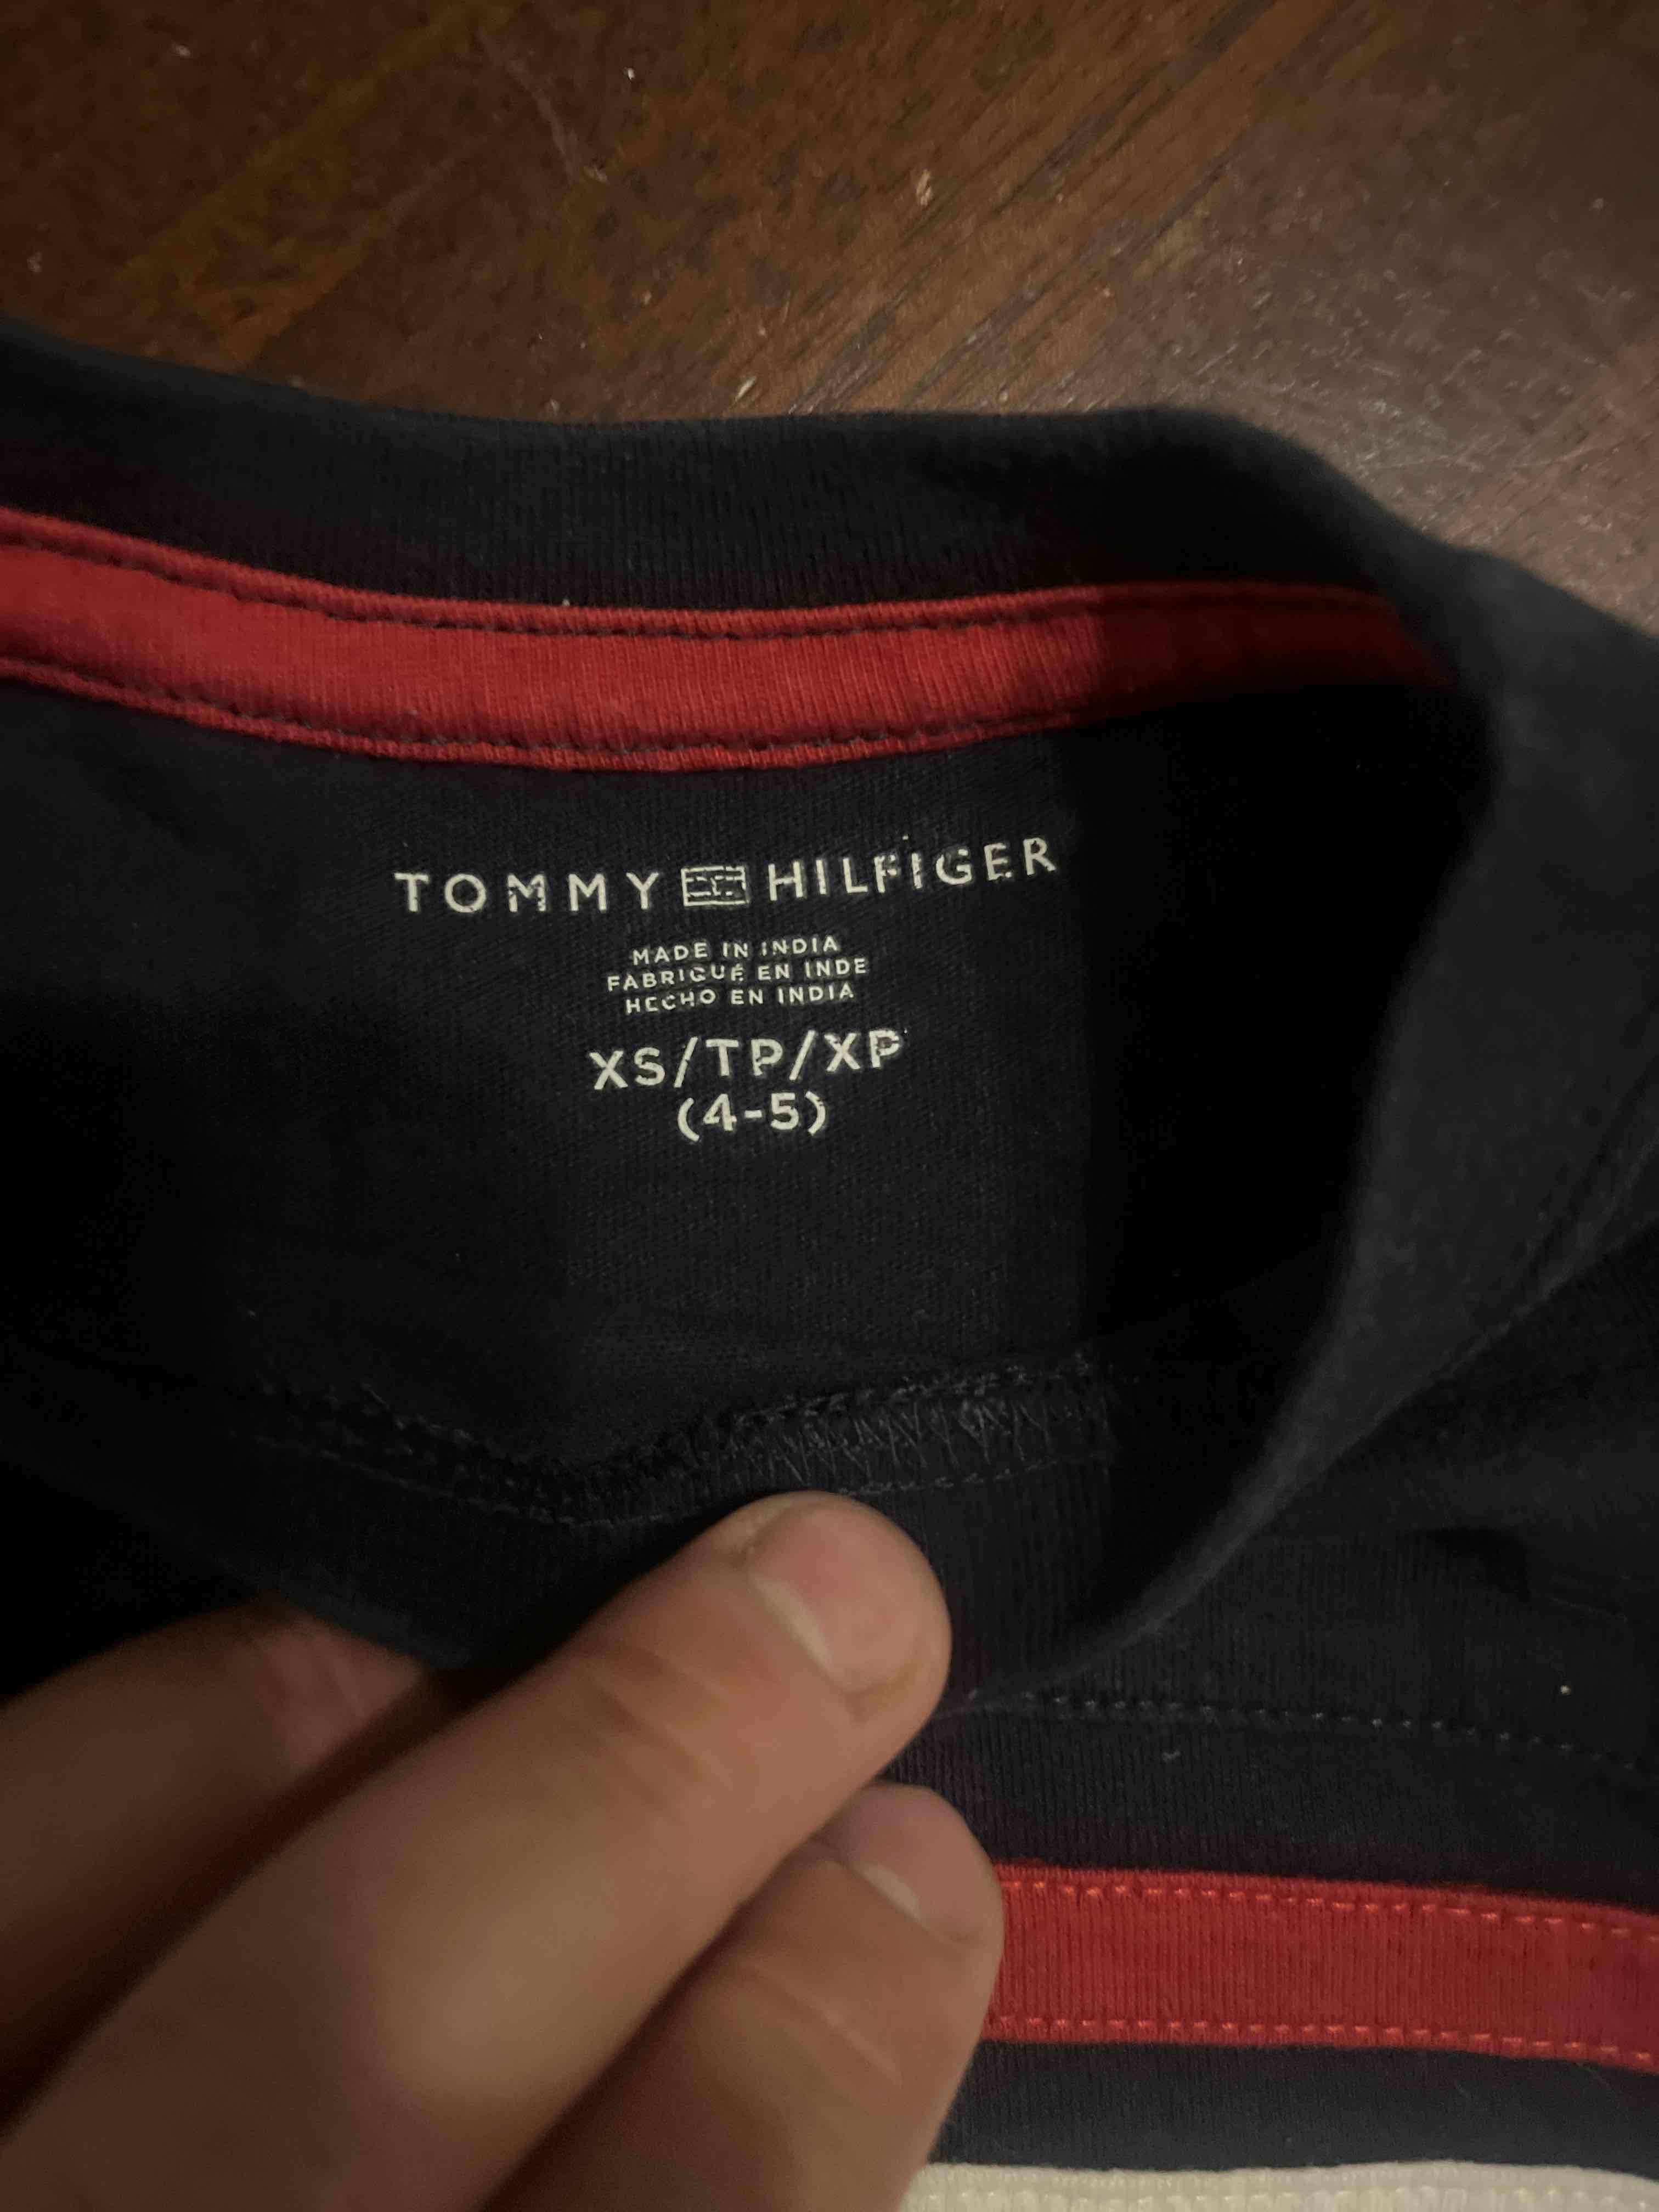 TOMMY HILFIGER
MADE IN INDIA
FABRIQUÉ EN INDE
HECHO EN INDIA
XS/TP/XP
(4-5)